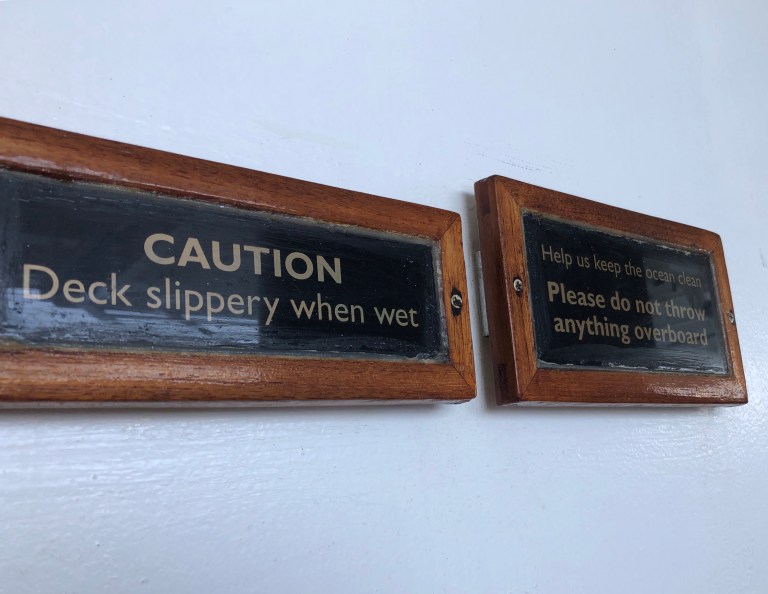 CAUTION
Deck slippery when wet
Help us keep the ocean clean
Please do not throw
anything overboard